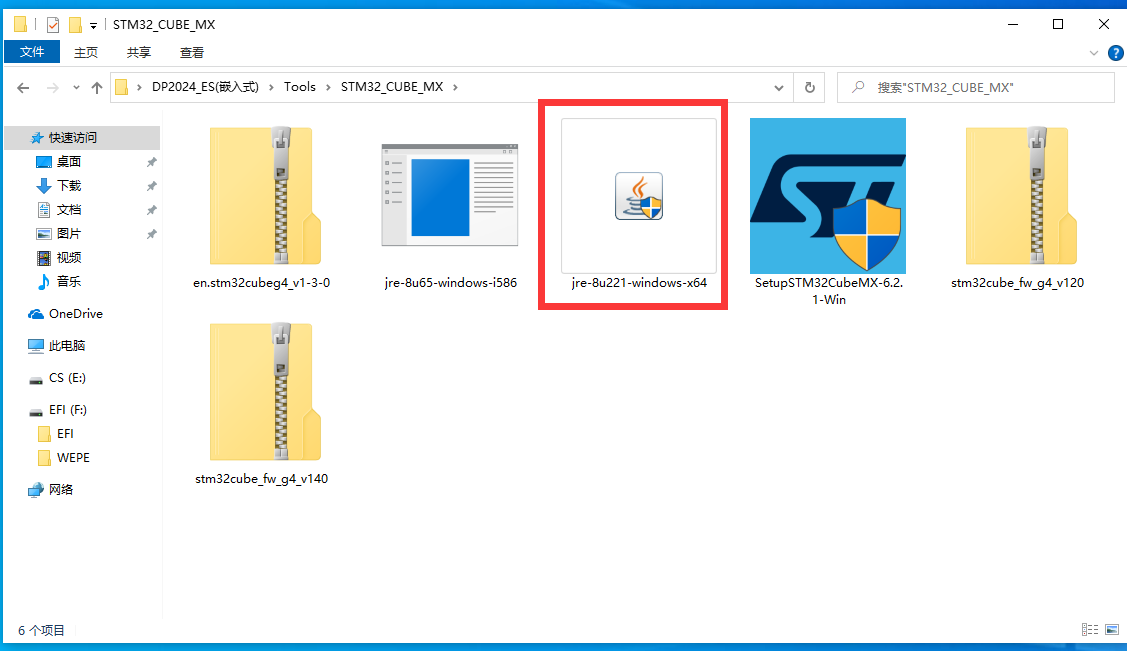 STM32_CUBE_MX
文件 主页 共享 查看
DP2024_ES(嵌入式) Tools STM32_CUBE_MX
搜索"STM32_CUBE_MX"
快速访问
桌面
下载
文档
图片
视频
音乐
OneDrive
此电脑
CS (E:)
EFI (F:)
EFI
WEPE
网络
en.stm32cubeg4_v1-3-0
jre-8u65-windows-i586
jre-8u221-windows-x64
SetupSTM32CubeMX-6.2.
1-Win
stm32cube_fw_g4_v120
stm32cube_fw_g4_v140
6 个项目